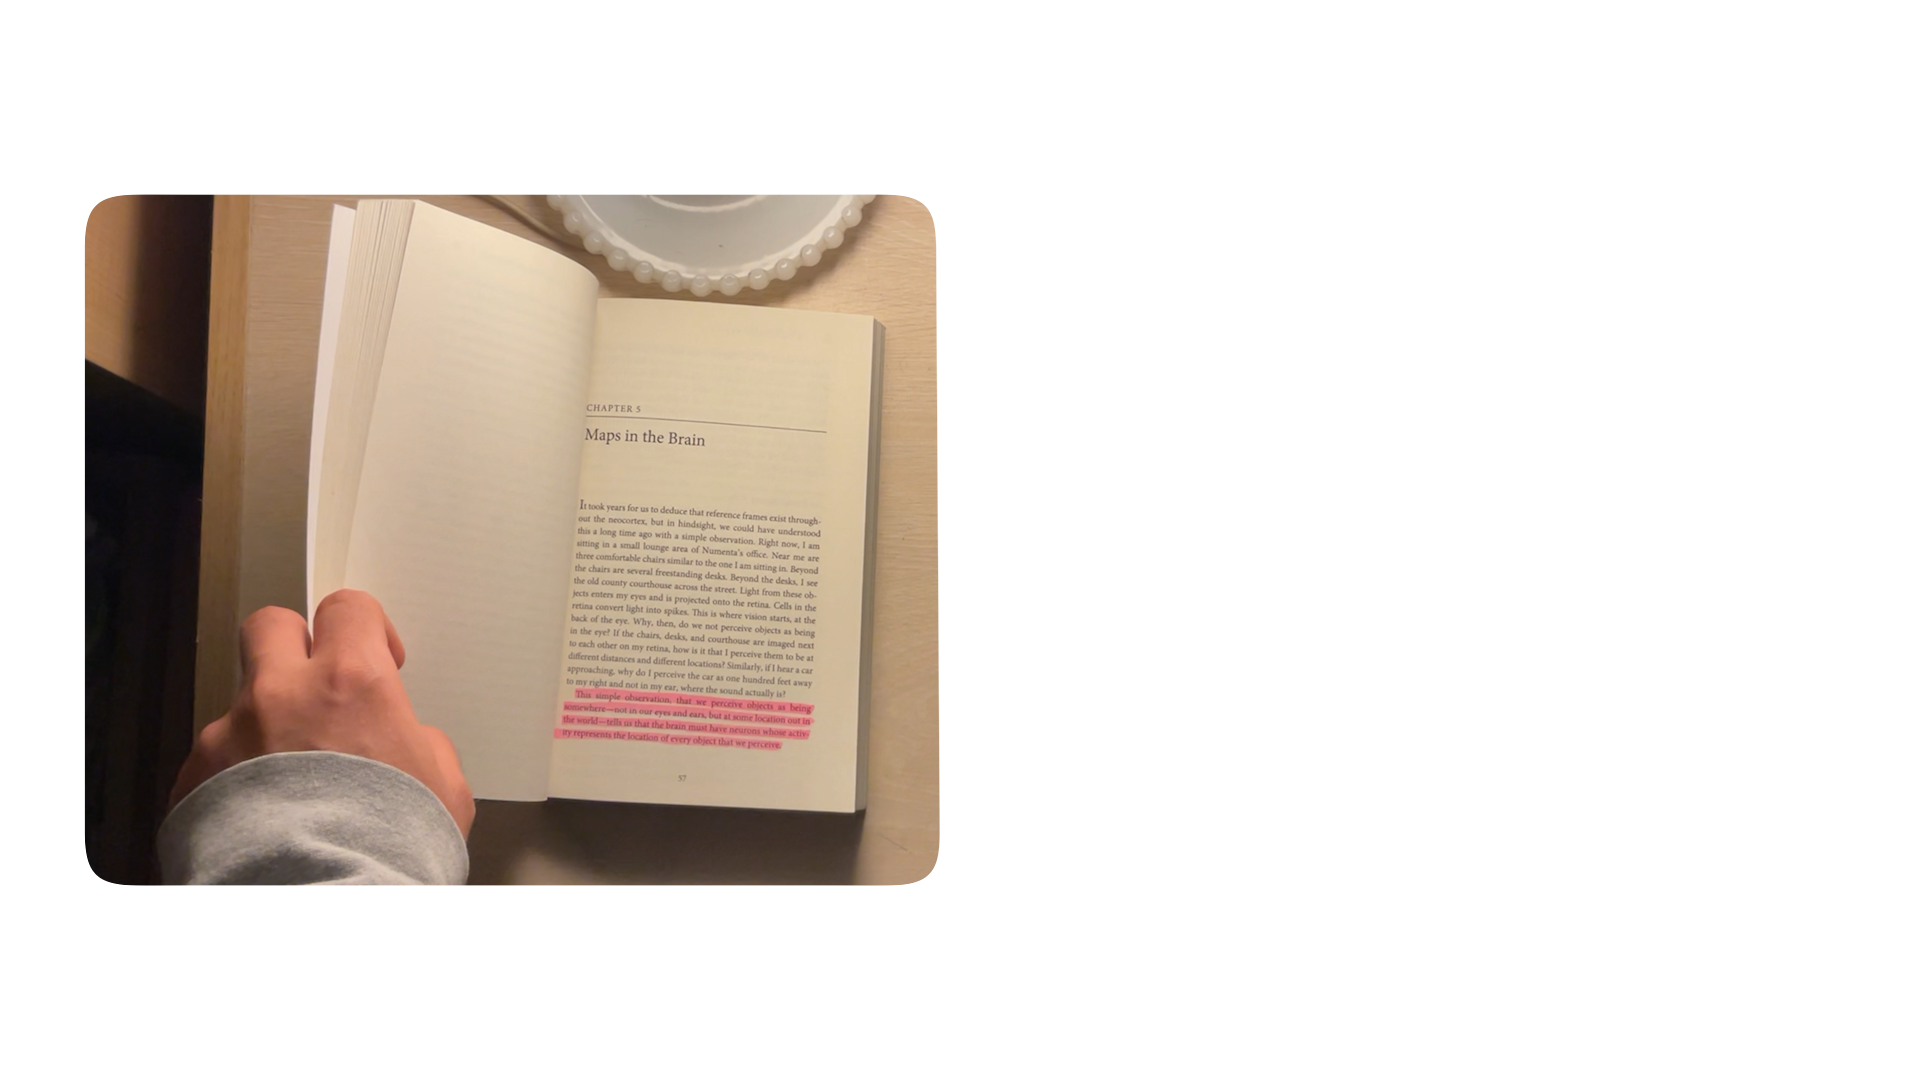 CHAPTER 5
Maps in the Brain
It took years for us to deduce that reference frames exist through-
out the neocortex, but in hindsight, we could have understood
this a long time ago with a simple observation. Right now, I am
sitting in a small lounge area of Numenta's office. Near me are
three comfortable chairs similar to the one I am sitting in. Beyond
the chairs are several freestanding desks. Beyond the desks, I see
the old county courthouse across the street. Light from these ob-
jects enters my eyes and is projected onto the retina. Cells in the
retina convert light into spikes. This is where vision starts, at the
back of the eye. Why, then, do we not perceive objects as being
in the eye? If the chairs, desks, and courthouse are imaged next
to each other on my retina, how is it that I perceive them to be at
different distances and different locations? Similarly, if I hear a car
approaching, why do I perceive the car as one hundred feet away
to my right and not in my ear, where the sound actually is?
This simple observation, that we perceive objects as being
somewhere—not in our eyes and ears, but at some location out in
the world—tells us that the brain must have neurons whose activ-
ity represents the location of every object that we perceive.
57